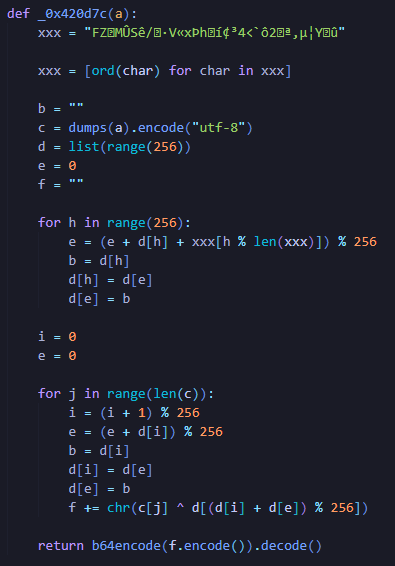 def _0x420d7c(a):
xxx = "FZ MÛSê/ ·V«xÞh í¢³4<`ô2 ª,µ¦Y û"
xxx = [ord(char) for char in xxx]
b = ""
c = dumps(a).encode("utf-8")
d = list(range(256))
e = 0
f = ""
for h in range(256):
e = (e + d[h] + xxx[h % len(xxx)]) % 256
b = d[h]
d[h] = d[e]
d[e] = b
i = 0
e = 0
for j in range(len(c)):
i = (i + 1) % 256
e = (e + d[i]) % 256
b = d[i]
d[i] = d[e]
d[e] = b
f += chr(c[j] ^ d[(d[i] + d[e]) % 256])
return b64encode(f.encode()).decode()